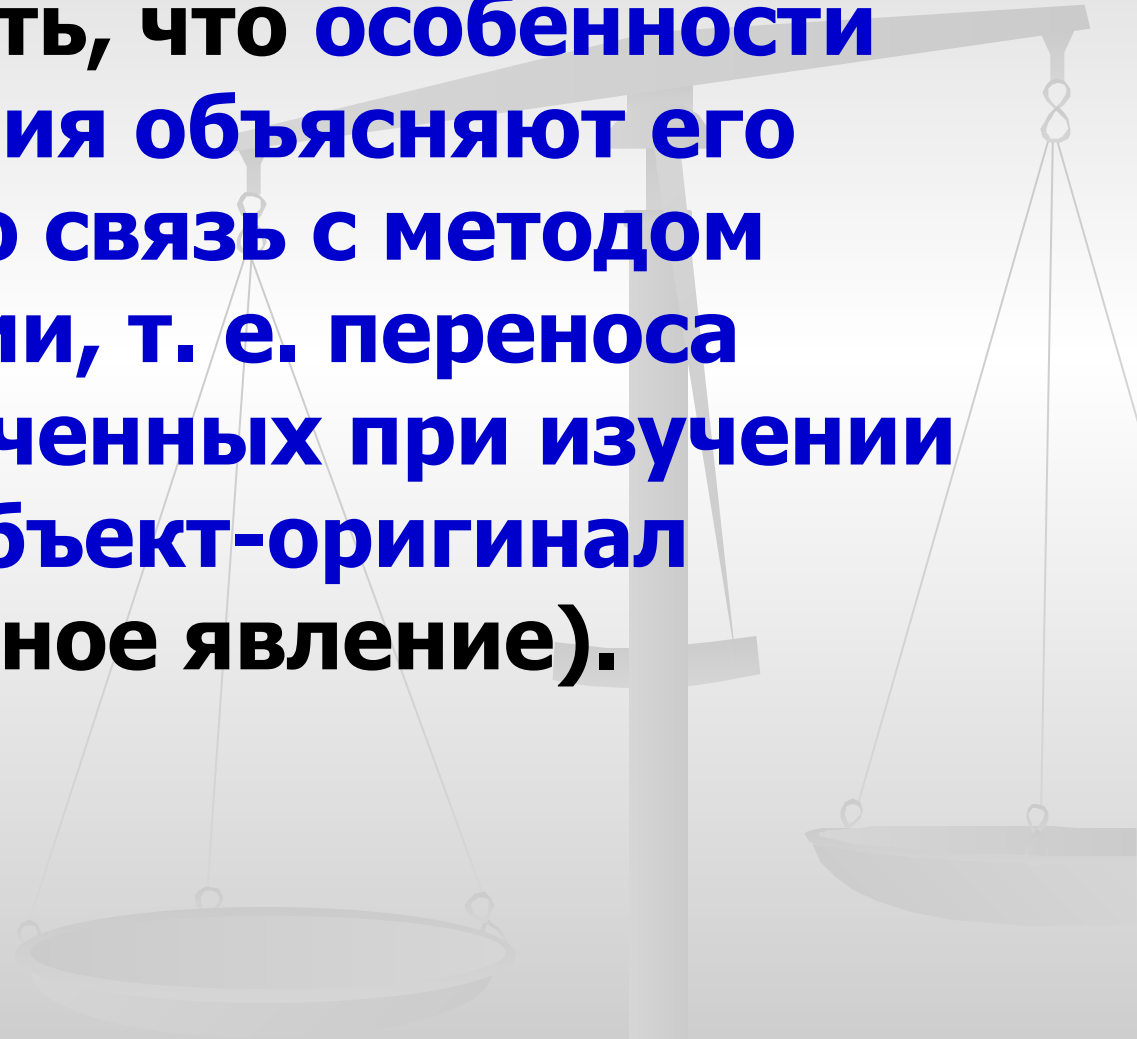 ть, что особенности
ия объясняют его
о связь с методом
ии, т. е. переноса
ченных при изучении
бъект-оригинал
ное явление).